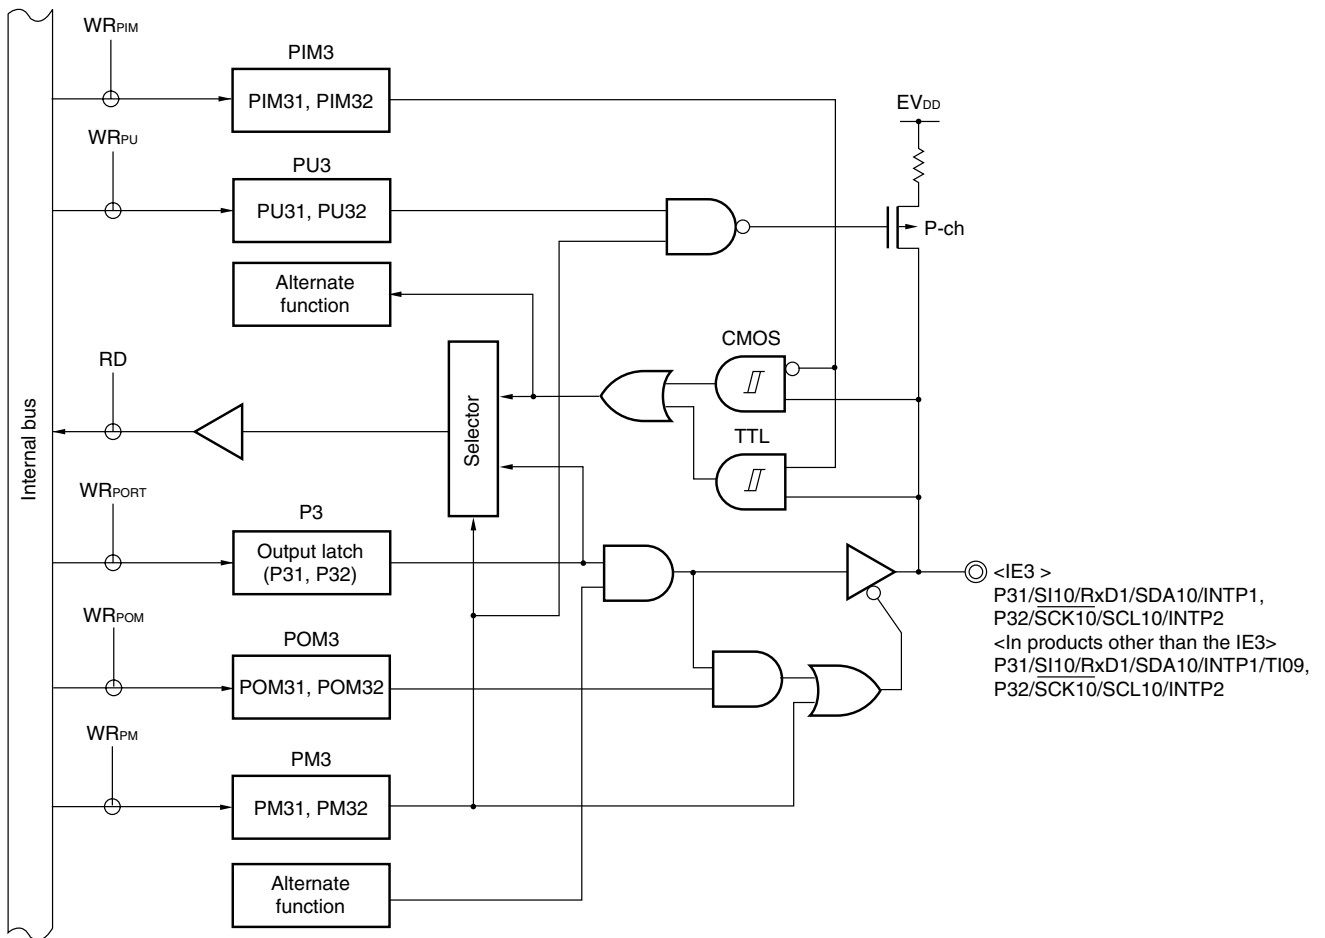 WRPIM
PIM3
PIM31, PIM32
EVDD
WRPU
PU3
PU31, PU32
P-ch
Alternate
function
CMOS
RD
Selector
TTL
Internal bus
WRPORT
P3
Output latch
(P31, P32)
<IE3 >
P31/SI10/RxD1/SDA10/INTP1,
P32/SCK10/SCL10/INTP2
<In products other than the IE3>
P31/SI10/RxD1/SDA10/INTP1/TI09,
P32/SCK10/SCL10/INTP2
WRPOM
POM3
POM31, POM32
WRPM
PM3
PM31, PM32
Alternate
function